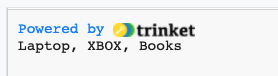 Powered by trinket
Laptop, XBOX, Books